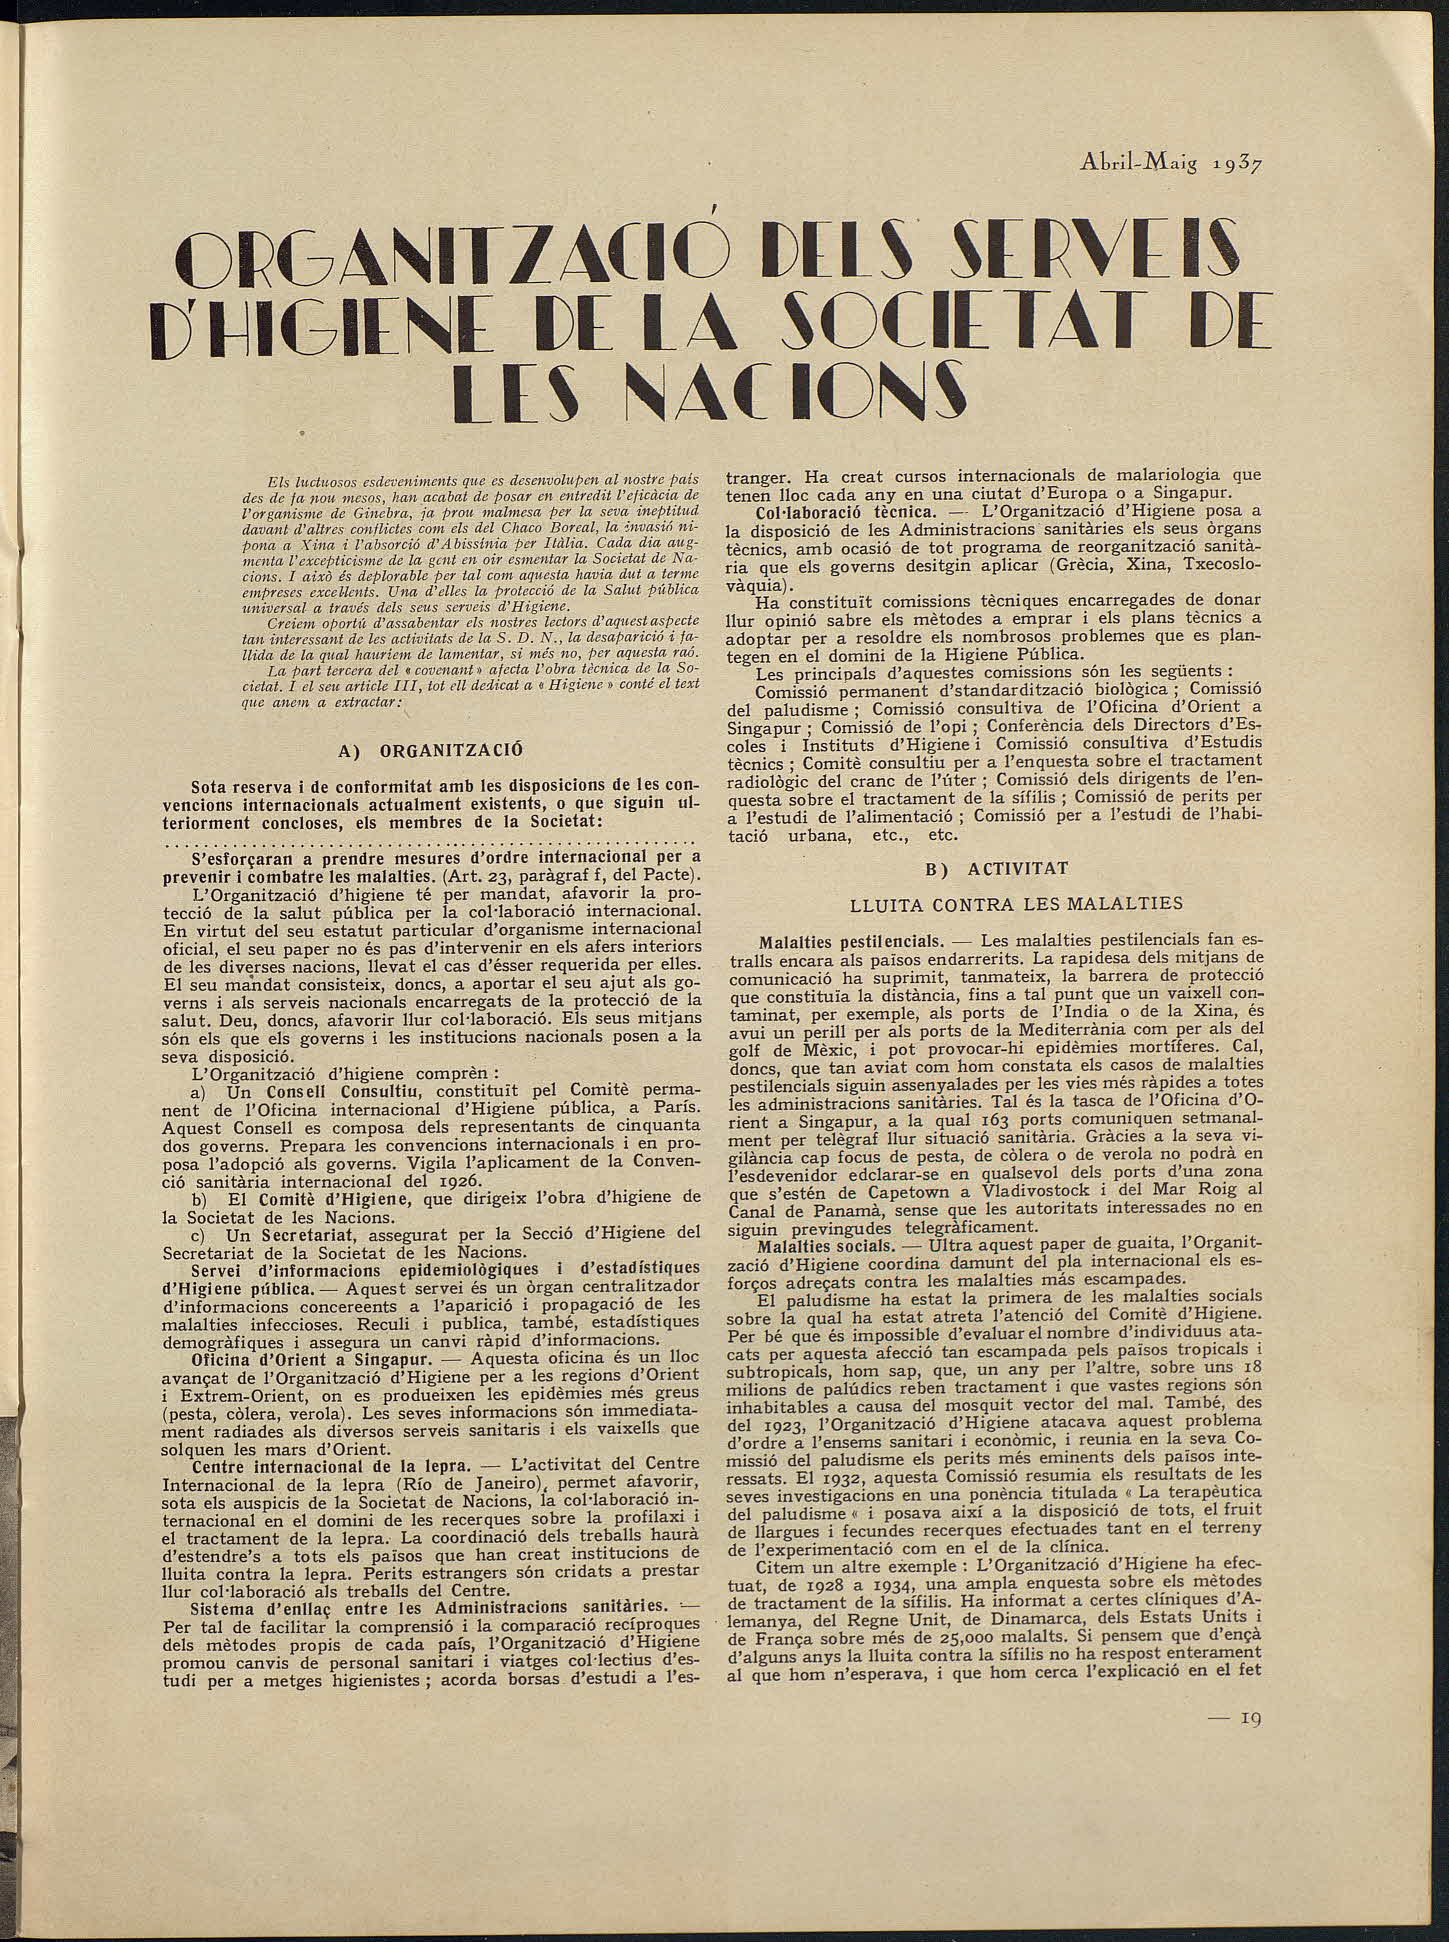 Abril-Maig 1937
ORGANITZACIÓ DELS SERVEIS
D'HIGIENE DE LA SOCIETAT DE
LES NACIONS
Els luctuosos esdeveniments que es desenvolupen al nostre país
des de fa nou mesos, han acabat de posar en entredit l'eficàcia de
l'organisme de Ginebra, ja prou malmesa per la seva ineptitud
davant d'altres conflictes com els del Chaco Boreal, la invasió ni-
pona a Xina i l'absorció d'Abissínia per Itàlia. Cada dia aug-
menta l'excepticisme de la gent en oir esmentar la Societat de Na-
cions. I això és deplorable per tal com aquesta havia dut a terme
empreses excellents. Una d'elles la protecció de la Salut pública
universal a través dels seus serveis d'Higiene.
Creiem oportú d'assabentar els nostres lectors d'aquest aspecte
tan interessant de les activitats de la S. D. N., la desaparició i fa-
llida de la qual hauriem de lamentar, si més no, per aquesta raó.
La part tercera del « covenant » afecta l'obra tècnica de la So-
cietat. I el seu article III, tot ell dedicat a « Higiene » conté el text
que anem a extractar:
A) ORGANITZACIÓ
Sota reserva i de conformitat amb les disposicions de les con-
vencions internacionals actualment existents, o que siguin ul-
teriorment concloses, els membres de la Societat:
. . . . . . . . . . . . . . . . . . . . . . . . . . . . . . . . . . . . . . . . . . . . . . . . . . . . . .
S'esforçaran a prendre mesures d'ordre internacional per a
prevenir i combatre les malalties. (Art. 23, paràgraf f, del Pacte).
L'Organització d'higiene té per mandat, afavorir la pro-
tecció de la salut pública per la col·laboració internacional.
En virtut del seu estatut particular d'organisme internacional
oficial, el seu paper no és pas d'intervenir en els afers interiors
de les diverses nacions, llevat el cas d'ésser requerida per elles.
El seu mandat consisteix, doncs, a aportar el seu ajut als go-
verns i als serveis nacionals encarregats de la protecció de la
salut. Deu, doncs, afavorir llur col·laboració. Els seus mitjans
són els que els governs i les institucions nacionals posen a la
seva disposició.
L'Organització d'higiene comprèn :
a) Un Consell Consultiu, constituït pel Comitè perma-
nent de l'Oficina internacional d'Higiene pública, a París.
Aquest Consell es composa dels representants de cinquanta
dos governs. Prepara les convencions internacionals i en pro-
posa l'adopció als governs. Vigila l'aplicament de la Conven-
ció sanitària internacional del 1926.
b) El Comitè d'Higiene, que dirigeix l'obra d'higiene de
la Societat de les Nacions.
c) Un Secretariat, assegurat per la Secció d'Higiene del
Secretariat de la Societat de les Nacions.
Servei d'informacions epidemiològiques i d'estadístiques
d'Higiene pública. — Aquest servei és un òrgan centralitzador
d'informacions concereents a l'aparició i propagació de les
malalties infeccioses. Reculi i publica, també, estadístiques
demogràfiques i assegura un canvi ràpid d'informacions.
Oficina d'Orient a Singapur. — Aquesta oficina és un lloc
avançat de l'Organització d'Higiene per a les regions d'Orient
i Extrem-Orient, on es produeixen les epidèmies més greus
(pesta, còlera, verola). Les seves informacions són immediata-
ment radiades als diversos serveis sanitaris i els vaixells que
solquen les mars d'Orient.
Centre internacional de la lepra. — L'activitat del Centre
Internacional de la lepra (Río de Janeiro), permet afavorir,
sota els auspicis de la Societat de Nacions, la col·laboració in-
ternacional en el domini de les recerques sobre la profilaxi i
el tractament de la lepra. La coordinació dels treballs haurà
d'estendre's a tots els països que han creat institucions de
lluita contra la lepra. Perits estrangers són cridats a prestar
llur col·laboració als treballs del Centre.
Sistema d'enllaç entre les Administracions sanitàries. —
Per tal de facilitar la comprensió i la comparació recíproques
dels mètodes propis de cada país, l'Organització d'Higiene
promou canvis de personal sanitari i viatges col·lectius d'es-
tudi per a metges higienistes ; acorda borsas d'estudi a l'es-
tranger. Ha creat cursos internacionals de malariologia que
tenen lloc cada any en una ciutat d'Europa o a Singapur.
Col·laboració tècnica. — L'Organització d'Higiene posa a
la disposició de les Administracions sanitàries els seus òrgans
tècnics, amb ocasió de tot programa de reorganització sanità-
ria que els governs desitgin aplicar (Grècia, Xina, Txecoslo-
vàquia).
Ha constituït comissions tècniques encarregades de donar
llur opinió sabre els mètodes a emprar i els plans tècnics a
adoptar per a resoldre els nombrosos problemes que es plan-
tegen en el domini de la Higiene Pública.
Les principals d'aquestes comissions són les següents :
Comissió permanent d'standardització biològica ; Comissió
del paludisme ; Comissió consultiva de l'Oficina d'Orient a
Singapur ; Comissió de l'opi ; Conferència dels Directors d'Es-
coles i Instituts d'Higiene i Comissió consultiva d'Estudis
tècnics ; Comitè consultiu per a l'enquesta sobre el tractament
radiològic del cranc de l'úter ; Comissió dels dirigents de l'en-
questa sobre el tractament de la sífilis ; Comissió de perits per
a l'estudi de l'alimentació ; Comissió per a l'estudi de l'habi-
tació urbana, etc., etc.
B) ACTIVITAT
LLUITA CONTRA LES MALALTIES
Malalties pestilencials. — Les malalties pestilencials fan es-
tralls encara als països endarrerits. La rapidesa dels mitjans de
comunicació ha suprimit, tanmateix, la barrera de protecció
que constituïa la distància, fins a tal punt que un vaixell con-
taminat, per exemple, als ports de l'India o de la Xina, és
avui un perill per als ports de la Mediterrània com per als del
golf de Mèxic, i pot provocar-hi epidèmies mortíferes. Cal,
doncs, que tan aviat com hom constata els casos de malalties
pestilencials siguin assenyalades per les vies més ràpides a totes
les administracions sanitàries. Tal és la tasca de l'Oficina d'O-
rient a Singapur, a la qual 163 ports comuniquen setmanal-
ment per telègraf llur situació sanitària. Gràcies a la seva vi-
gilància cap focus de pesta, de còlera o de verola no podrà en
l'esdevenidor edclarar-se en qualsevol dels ports d'una zona
que s'estén de Capetown a Vladivostock i del Mar Roig al
Canal de Panamà, sense que les autoritats interessades no en
siguin previngudes telegràficament.
Malalties socials. — Ultra aquest paper de guaita, l'Organit-
zació d'Higiene coordina damunt del pla internacional els es-
forços adreçats contra les malalties más escampades.
El paludisme ha estat la primera de les malalties socials
sobre la qual ha estat atreta l'atenció del Comitè d'Higiene.
Per bé que és impossible d'evaluar el nombre d'individuus ata-
cats per aquesta afecció tan escampada pels països tropicals i
subtropicals, hom sap, que, un any per l'altre, sobre uns 18
milions de palúdics reben tractament i que vastes regions són
inhabitables a causa del mosquit vector del mal. També, des
del 1923, l'Organització d'Higiene atacava aquest problema
d'ordre a l'ensems sanitari i econòmic, i reunia en la seva Co-
missió del paludisme els perits més eminents dels països inte-
ressats. El 1932, aquesta Comissió resumia els resultats de les
seves investigacions en una ponència titulada « La terapèutica
del paludisme « i posava així a la disposició de tots, el fruit
de llargues i fecundes recerques efectuades tant en el terreny
de l'experimentació com en el de la clínica.
Citem un altre exemple : L'Organització d'Higiene ha efec-
tuat, de 1928 a 1934, una ampla enquesta sobre els mètodes
de tractament de la sífilis. Ha informat a certes clíniques d'A-
lemanya, del Regne Unit, de Dinamarca, dels Estats Units i
de França sobre més de 25,000 malalts. Si pensem que d'ençà
d'alguns anys la lluita contra la sífilis no ha respost enterament
al que hom n'esperava, i que hom cerca l'explicació en el fet
— 19